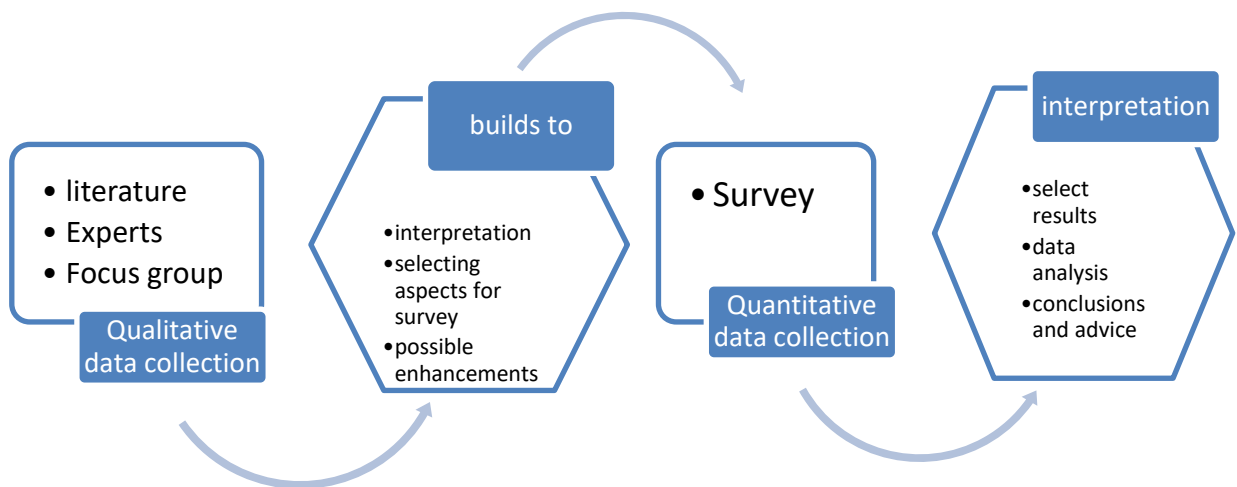 • literature
• Experts
• Focus group
Qualitative
data collection
builds to
•interpretation
•selecting
aspects for
survey
•possible
enhancements
• Survey
Quantitative
data collection
interpretation
•select
results
•data
analysis
•conclusions
and advice